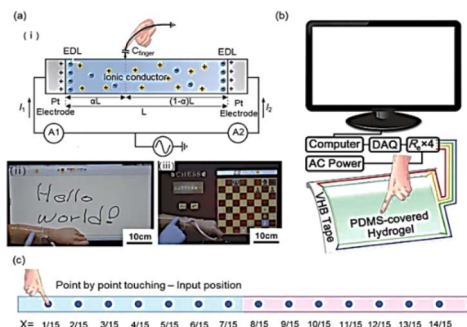 (a)
(i)
EDL
C finger
EDL
Ionic conductor
I1
Pt
Electrode
αL
(1-α)L
L
Pt
Electrode
I2
A1
A2
(ii)
Hello
world!
10cm
(iii)
CHESS
10cm
(b)
Computer
DAQ
Rs×4
AC Power
VHB Tape
PDMS-covered
Hydrogel
(c)
Point by point touching – Input position
X= 1/15 2/15 3/15 4/15 5/15 6/15 7/15 8/15 9/15 10/15 11/15 12/15 13/15 14/15